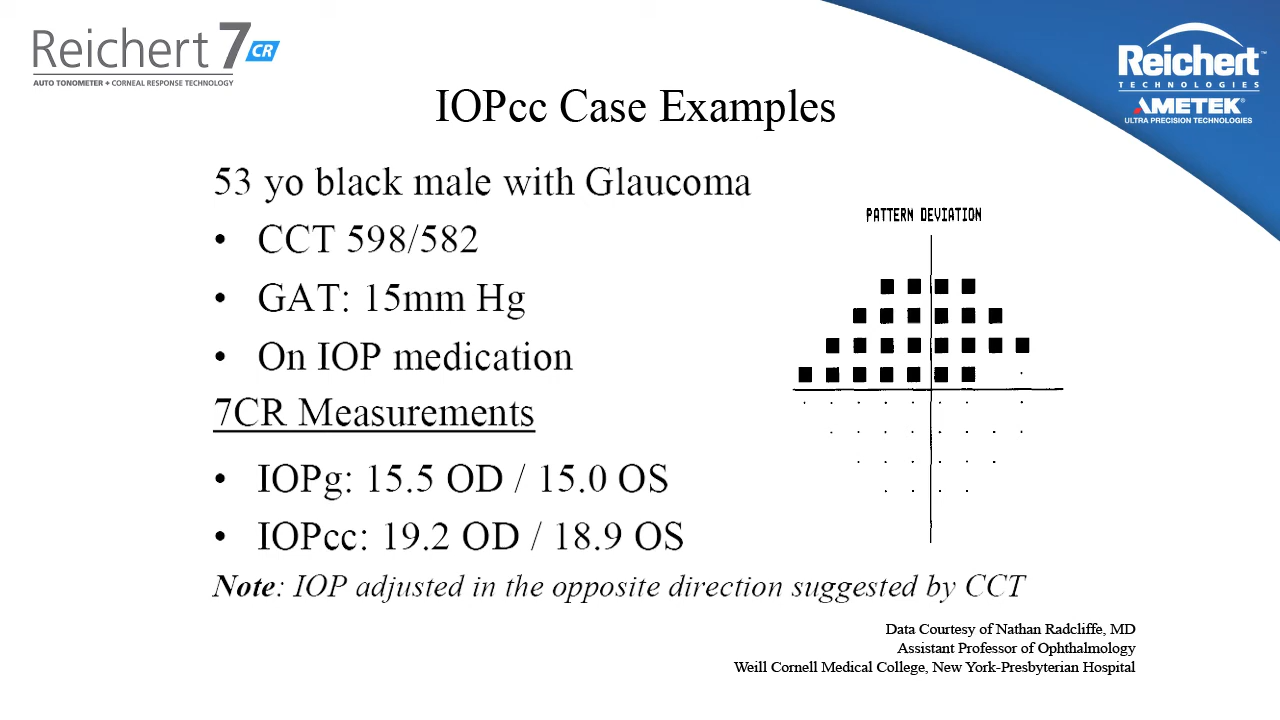 Reichert 7 CR
AUTO TONOMETER + CORNEAL RESPONSE TECHNOLOGY
Reichert™
TECHNOLOGIES
AMETEK®
ULTRA PRECISION TECHNOLOGIES
IOPcc Case Examples
53 yo black male with Glaucoma
• CCT 598/582
• GAT: 15mm Hg
• On IOP medication
7CR Measurements
• IOPg: 15.5 OD / 15.0 OS
• IOPcc: 19.2 OD / 18.9 OS
Note: IOP adjusted in the opposite direction suggested by CCT
PATTERN DEVIATION
Data Courtesy of Nathan Radcliffe, MD
Assistant Professor of Ophthalmology
Weill Cornell Medical College, New York-Presbyterian Hospital